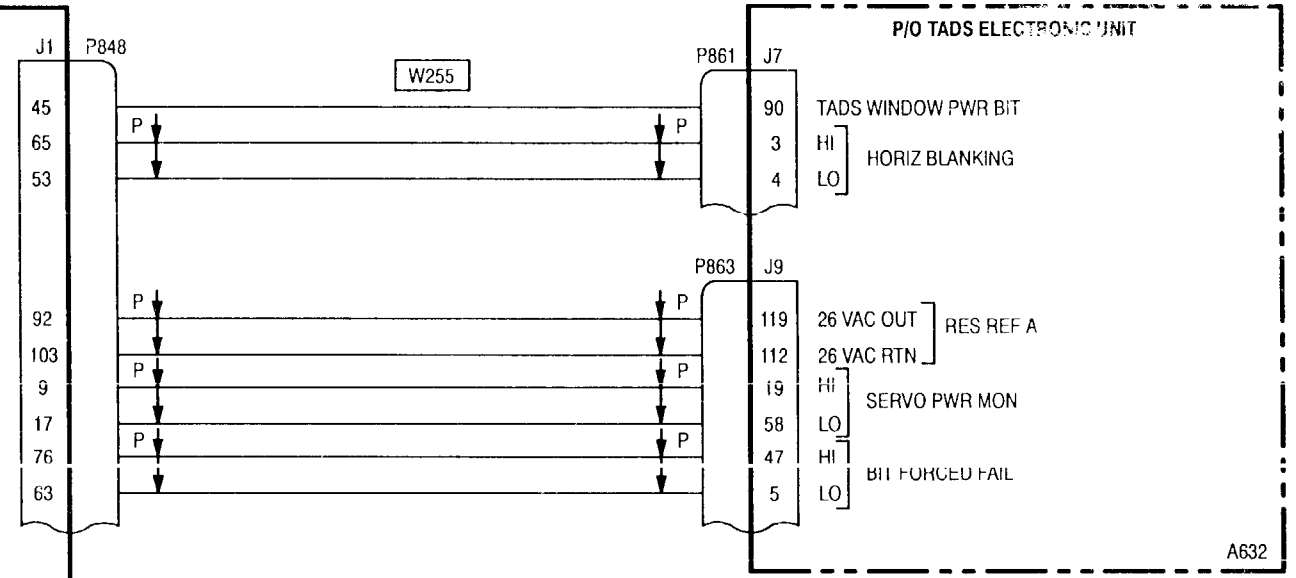 P/O TADS ELECTRONIC UNIT
J1 P848
W255
P861 J7
45 90 TADS WINDOW PWR BIT
P P
65 3 HI
HORIZ BLANKING
53 4 LO
P863 J9
P P
92 119 26 VAC OUT
RES REF A
103 112 26 VAC RTN
P P
9 19 HI
SERVO PWR MON
17 58 LO
P P
76 47 HI
BIT FORCED FAIL
63 5 LO
A632